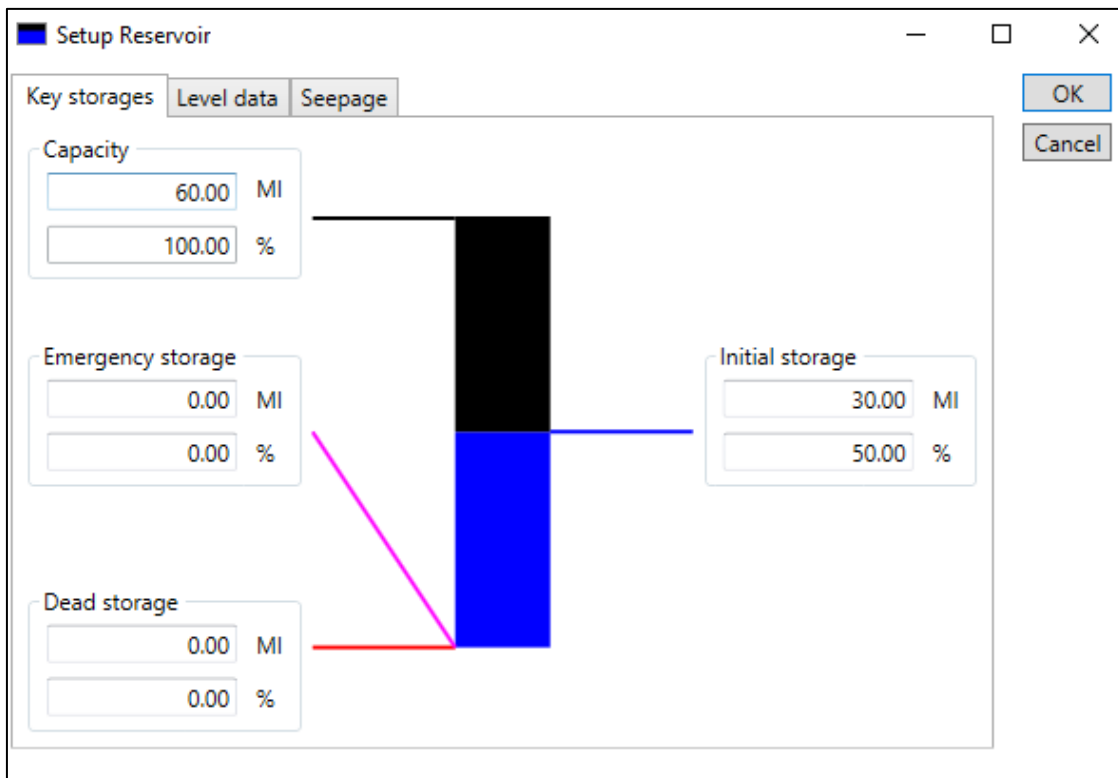 Setup Reservoir
Key storages Level data Seepage
OK
Cancel
Capacity
60.00 Ml
100.00 %
Emergency storage
0.00 Ml
0.00 %
Initial storage
30.00 Ml
50.00 %
Dead storage
0.00 Ml
0.00 %